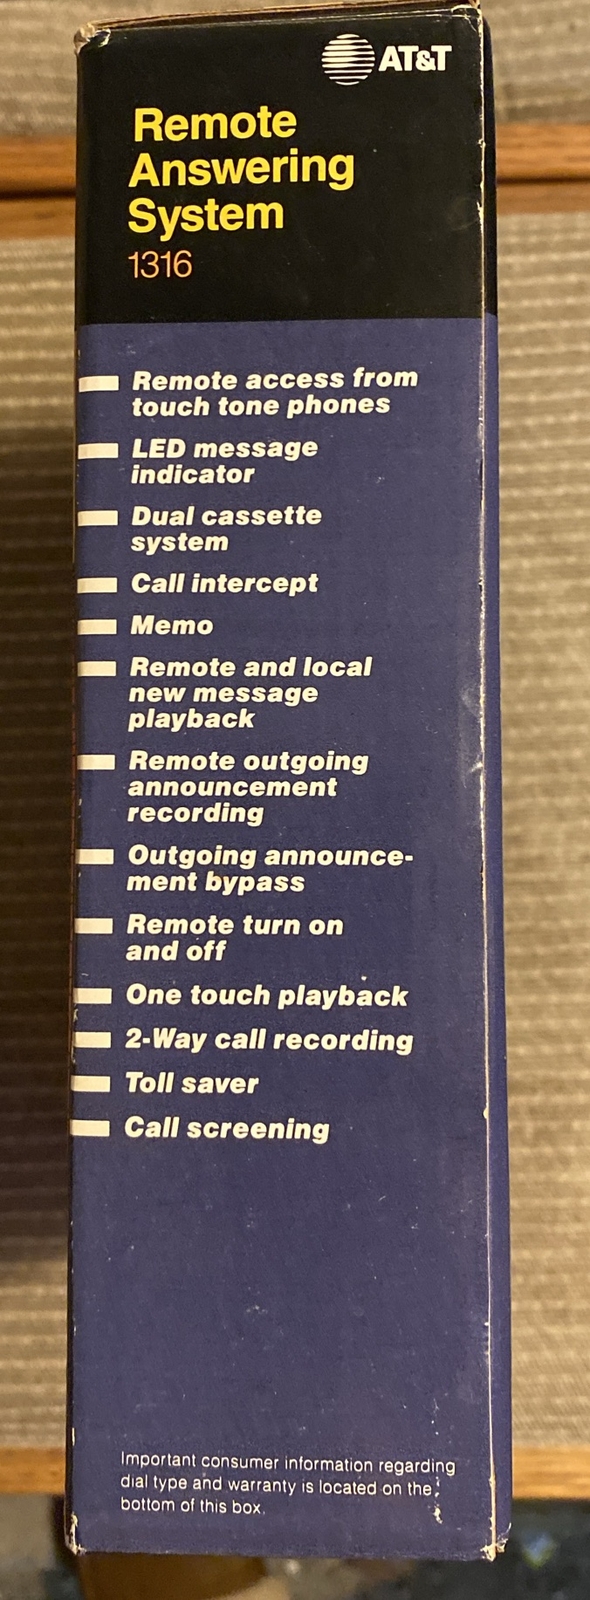 AT&T
Remote
Answering
System
1316
Remote access from
touch tone phones
LED message
indicator
Dual cassette
system
Call intercept
Memo
Remote and local
new message
playback
Remote outgoing
announcement
recording
Outgoing announce-
ment bypass
Remote turn on
and off
One touch playback
2-Way call recording
Toll saver
Call screening
Important consumer information regarding
dial type and warranty is located on the
bottom of this box.